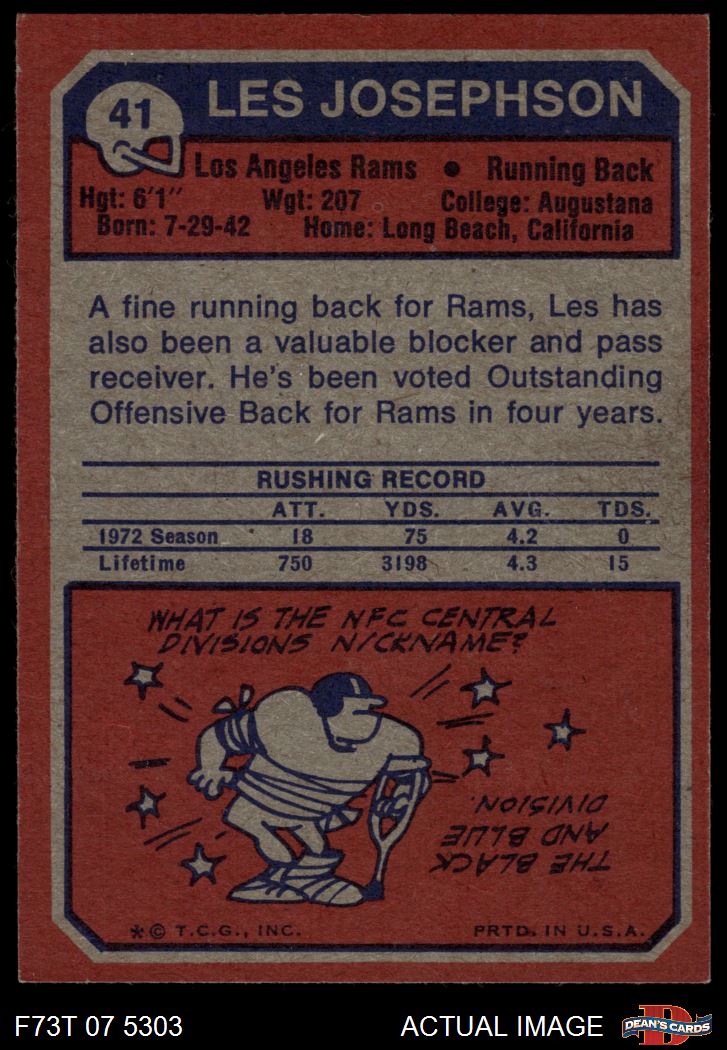 41
LES JOSEPHSON
Los Angeles Rams ● Running Back
Hgt: 6'1" Wgt: 207 College: Augustana
Born: 7-29-42 Home: Long Beach, California
A fine running back for Rams, Les has
also been a valuable blocker and pass
receiver. He's been voted Outstanding
Offensive Back for Rams in four years.
RUSHING RECORD
ATT. YDS. AVG. TDS.
1972 Season 18 75 4.2 0
Lifetime 750 3198 4.3 15
WHAT IS THE NFC CENTRAL
DIVISIONS NICKNAME?
THE BLACK
AND BLUE
DIVISION.
*© T.C.G., INC. PRTD. IN U.S.A.
F73T 07 5303 ACTUAL IMAGE
D
DEAN'S CARDS